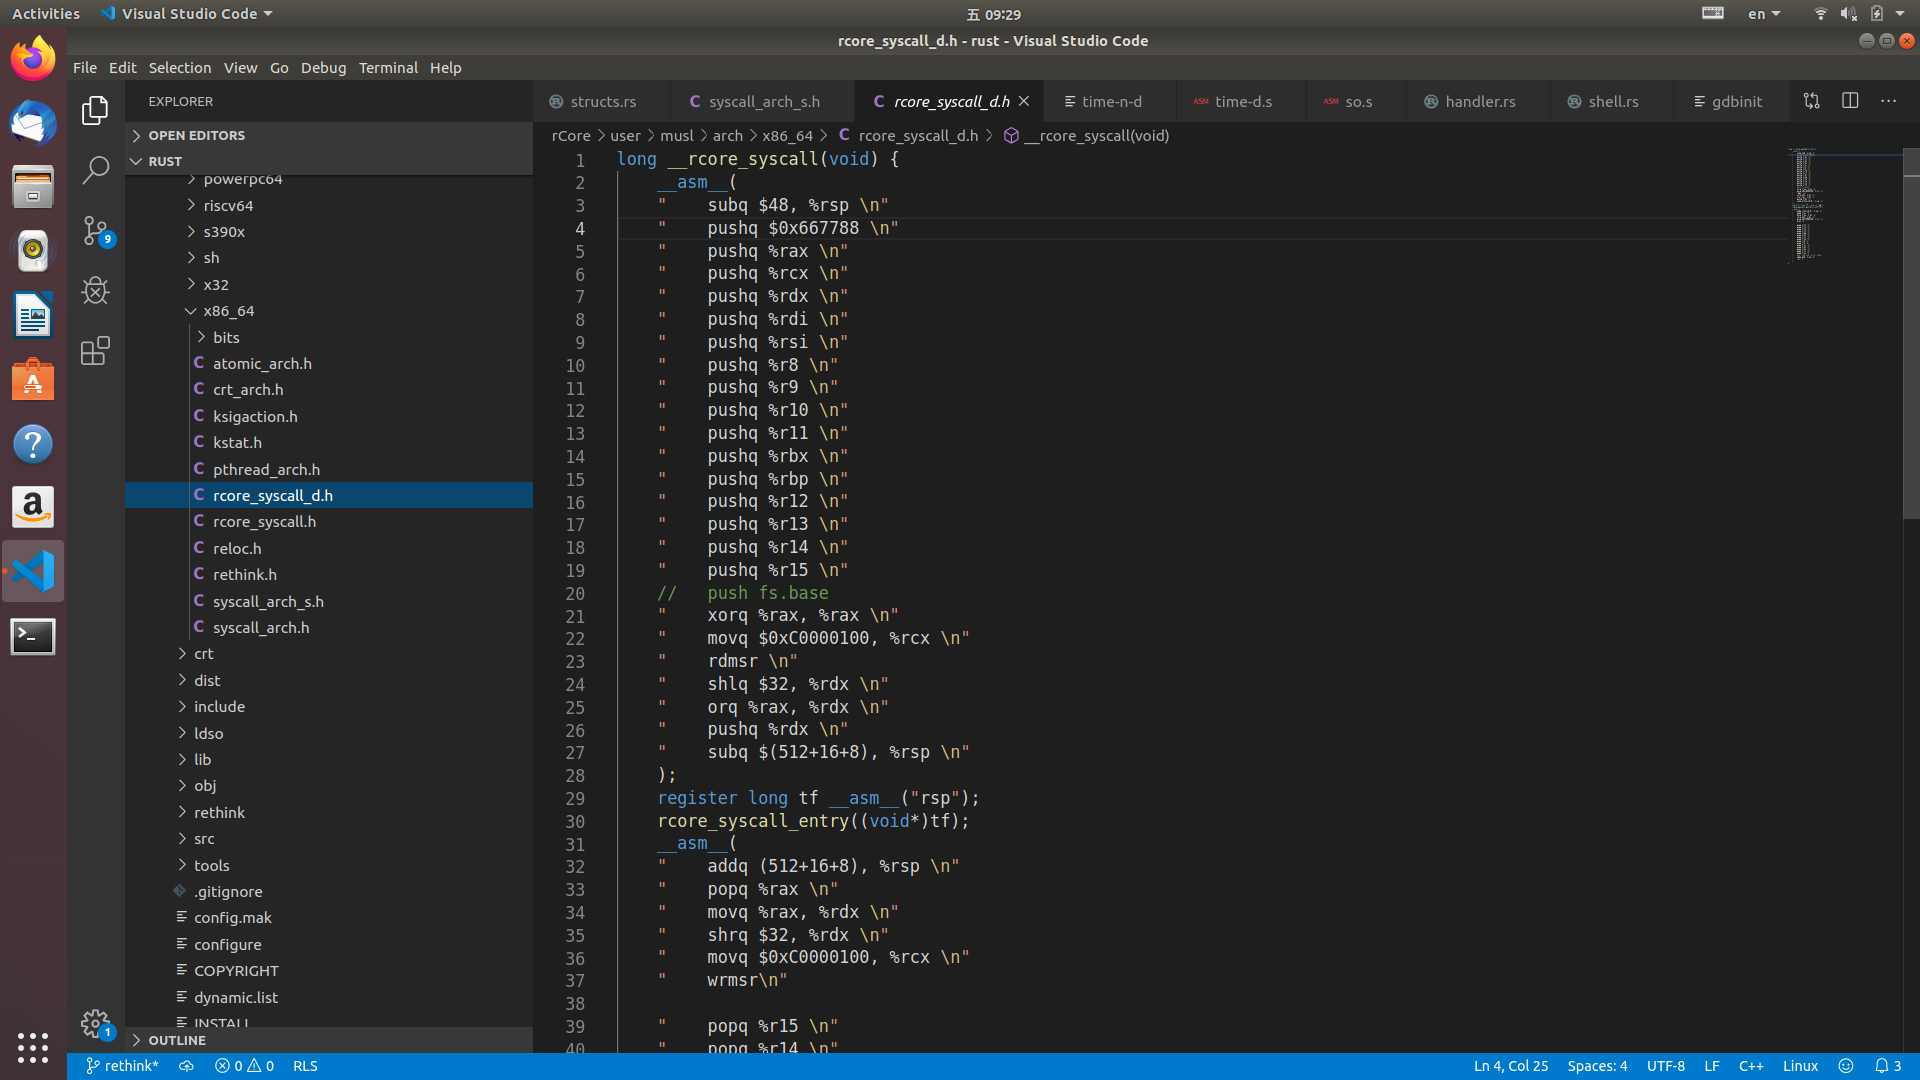 Activities
Visual Studio Code
五 09:29
en
rcore_syscall_d.h - rust - Visual Studio Code
File Edit Selection View Go Debug Terminal Help
EXPLORER
OPEN EDITORS
RUST
powerpc64
riscv64
s390x
sh
x32
x86_64
bits
atomic_arch.h
crt_arch.h
ksigaction.h
kstat.h
pthread_arch.h
rcore_syscall_d.h
rcore_syscall.h
reloc.h
rethink.h
syscall_arch_s.h
syscall_arch.h
crt
dist
include
ldso
lib
obj
rethink
src
tools
.gitignore
config.mak
configure
COPYRIGHT
dynamic.list
INSTALL
OUTLINE
9
1
structs.rs
C syscall_arch_s.h
C rcore_syscall_d.h
time-n-d
ASM time-d.s
ASM so.s
handler.rs
shell.rs
gdbinit
rCore > user > musl > arch > x86_64 > C rcore_syscall_d.h > __rcore_syscall(void)
1 long __rcore_syscall(void) {
2 __asm__(
3 " subq $48, %rsp \n"
4 " pushq $0x667788 \n"
5 " pushq %rax \n"
6 " pushq %rcx \n"
7 " pushq %rdx \n"
8 " pushq %rdi \n"
9 " pushq %rsi \n"
10 " pushq %r8 \n"
11 " pushq %r9 \n"
12 " pushq %r10 \n"
13 " pushq %r11 \n"
14 " pushq %rbx \n"
15 " pushq %rbp \n"
16 " pushq %r12 \n"
17 " pushq %r13 \n"
18 " pushq %r14 \n"
19 " pushq %r15 \n"
20 // push fs.base
21 " xorq %rax, %rax \n"
22 " movq $0xC0000100, %rcx \n"
23 " rdmsr \n"
24 " shlq $32, %rdx \n"
25 " orq %rax, %rdx \n"
26 " pushq %rdx \n"
27 " subq $(512+16+8), %rsp \n"
28 );
29 register long tf __asm__("rsp");
30 rcore_syscall_entry((void*)tf);
31 __asm__(
32 " addq (512+16+8), %rsp \n"
33 " popq %rax \n"
34 " movq %rax, %rdx \n"
35 " shrq $32, %rdx \n"
36 " movq $0xC0000100, %rcx \n"
37 " wrmsr\n"
38
39 " popq %r15 \n"
40 " popq %r14 \n"
rethink* 0 0 RLS
Ln 4, Col 25 Spaces: 4 UTF-8 LF C++ Linux 3